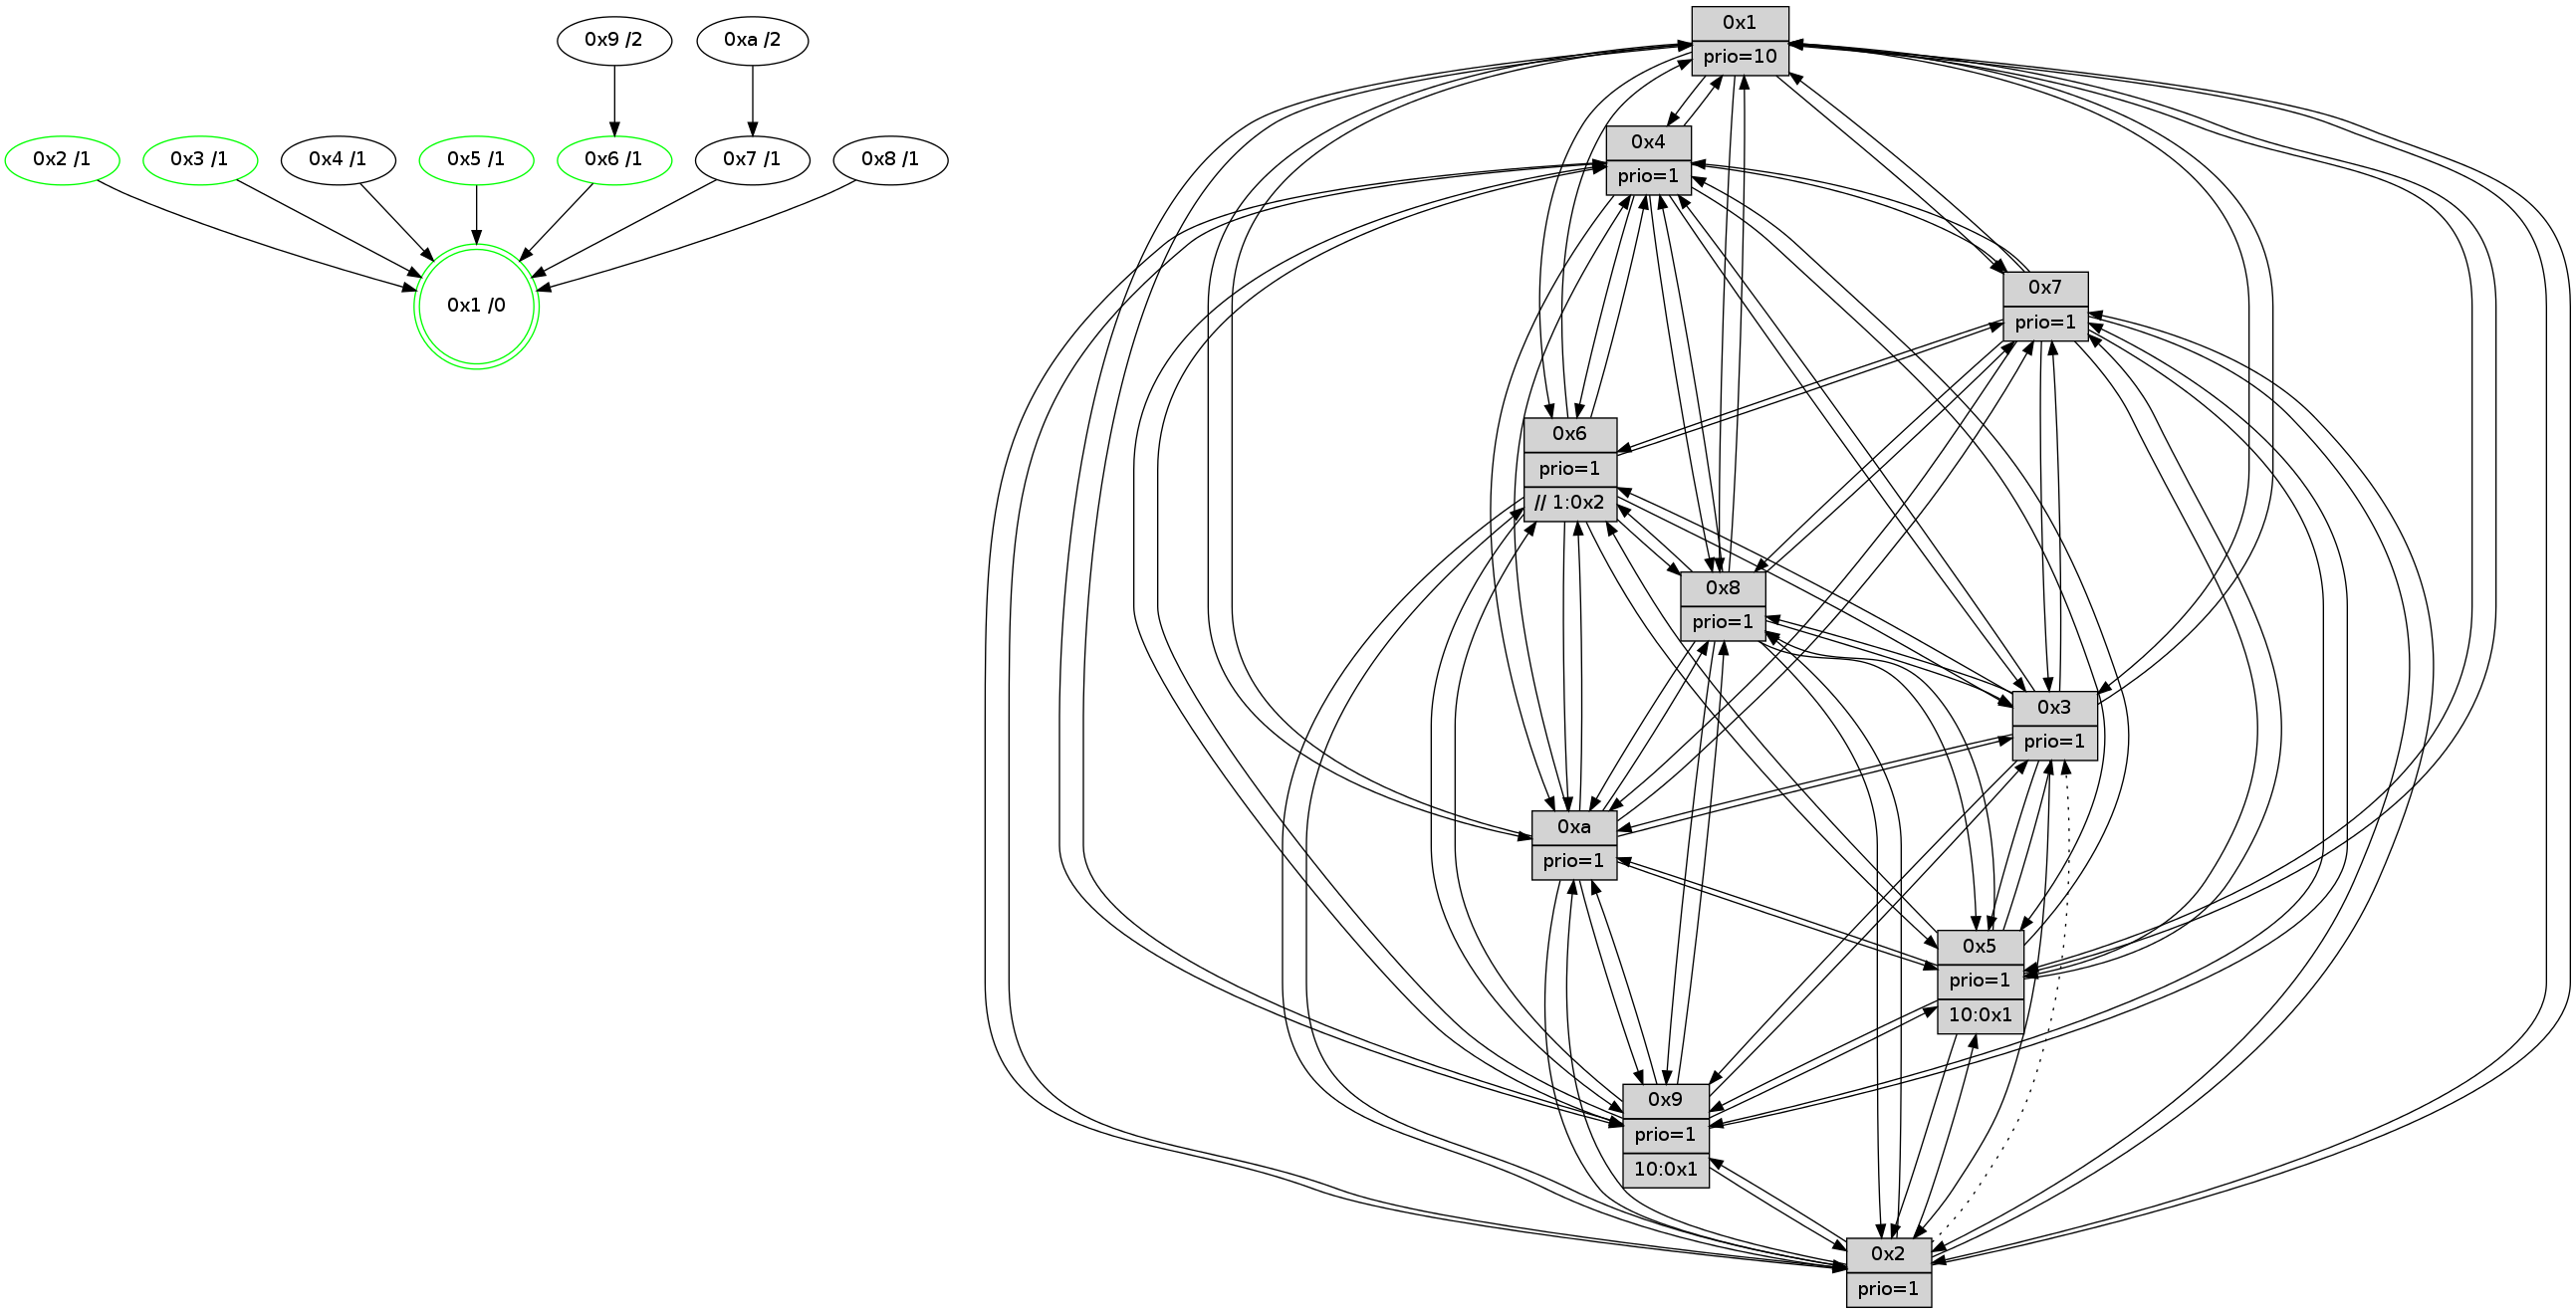 0x9 /2
0xa /2
0x2 /1
0x3 /1
0x4 /1
0x5 /1
0x6 /1
0x7 /1
0x8 /1
0x1 /0
0x1
prio=10
0x4
prio=1
0x7
prio=1
0x6
prio=1
// 1:0x2
0x8
prio=1
0x3
prio=1
0xa
prio=1
0x5
prio=1
10:0x1
0x9
prio=1
10:0x1
0x2
prio=1